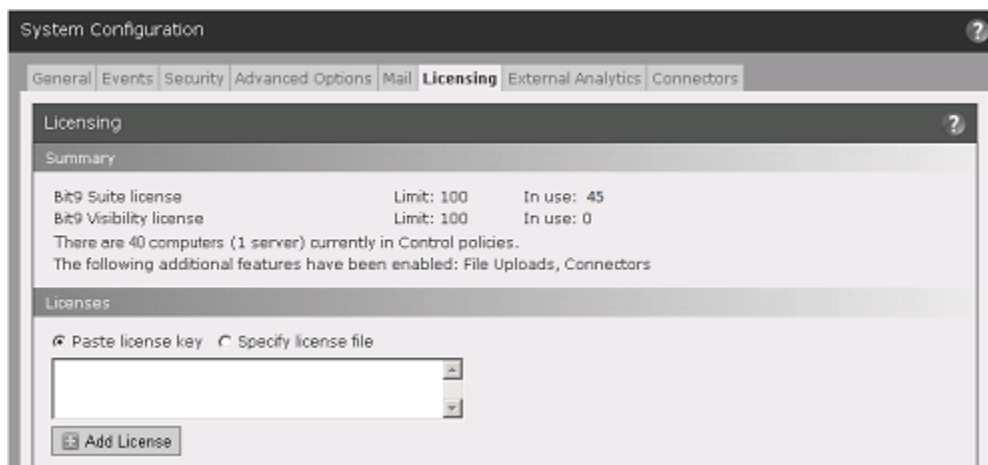 System Configuration
General Events Security Advanced Options Mail Licensing External Analytics Connectors
Licensing
Summary
Bit9 Suite license Limit: 100 In use: 45
Bit9 Visibility license Limit: 100 In use: 0
There are 40 computers (1 server) currently in Control policies.
The following additional features have been enabled: File Uploads, Connectors
Licenses
Paste license key Specify license file
Add License